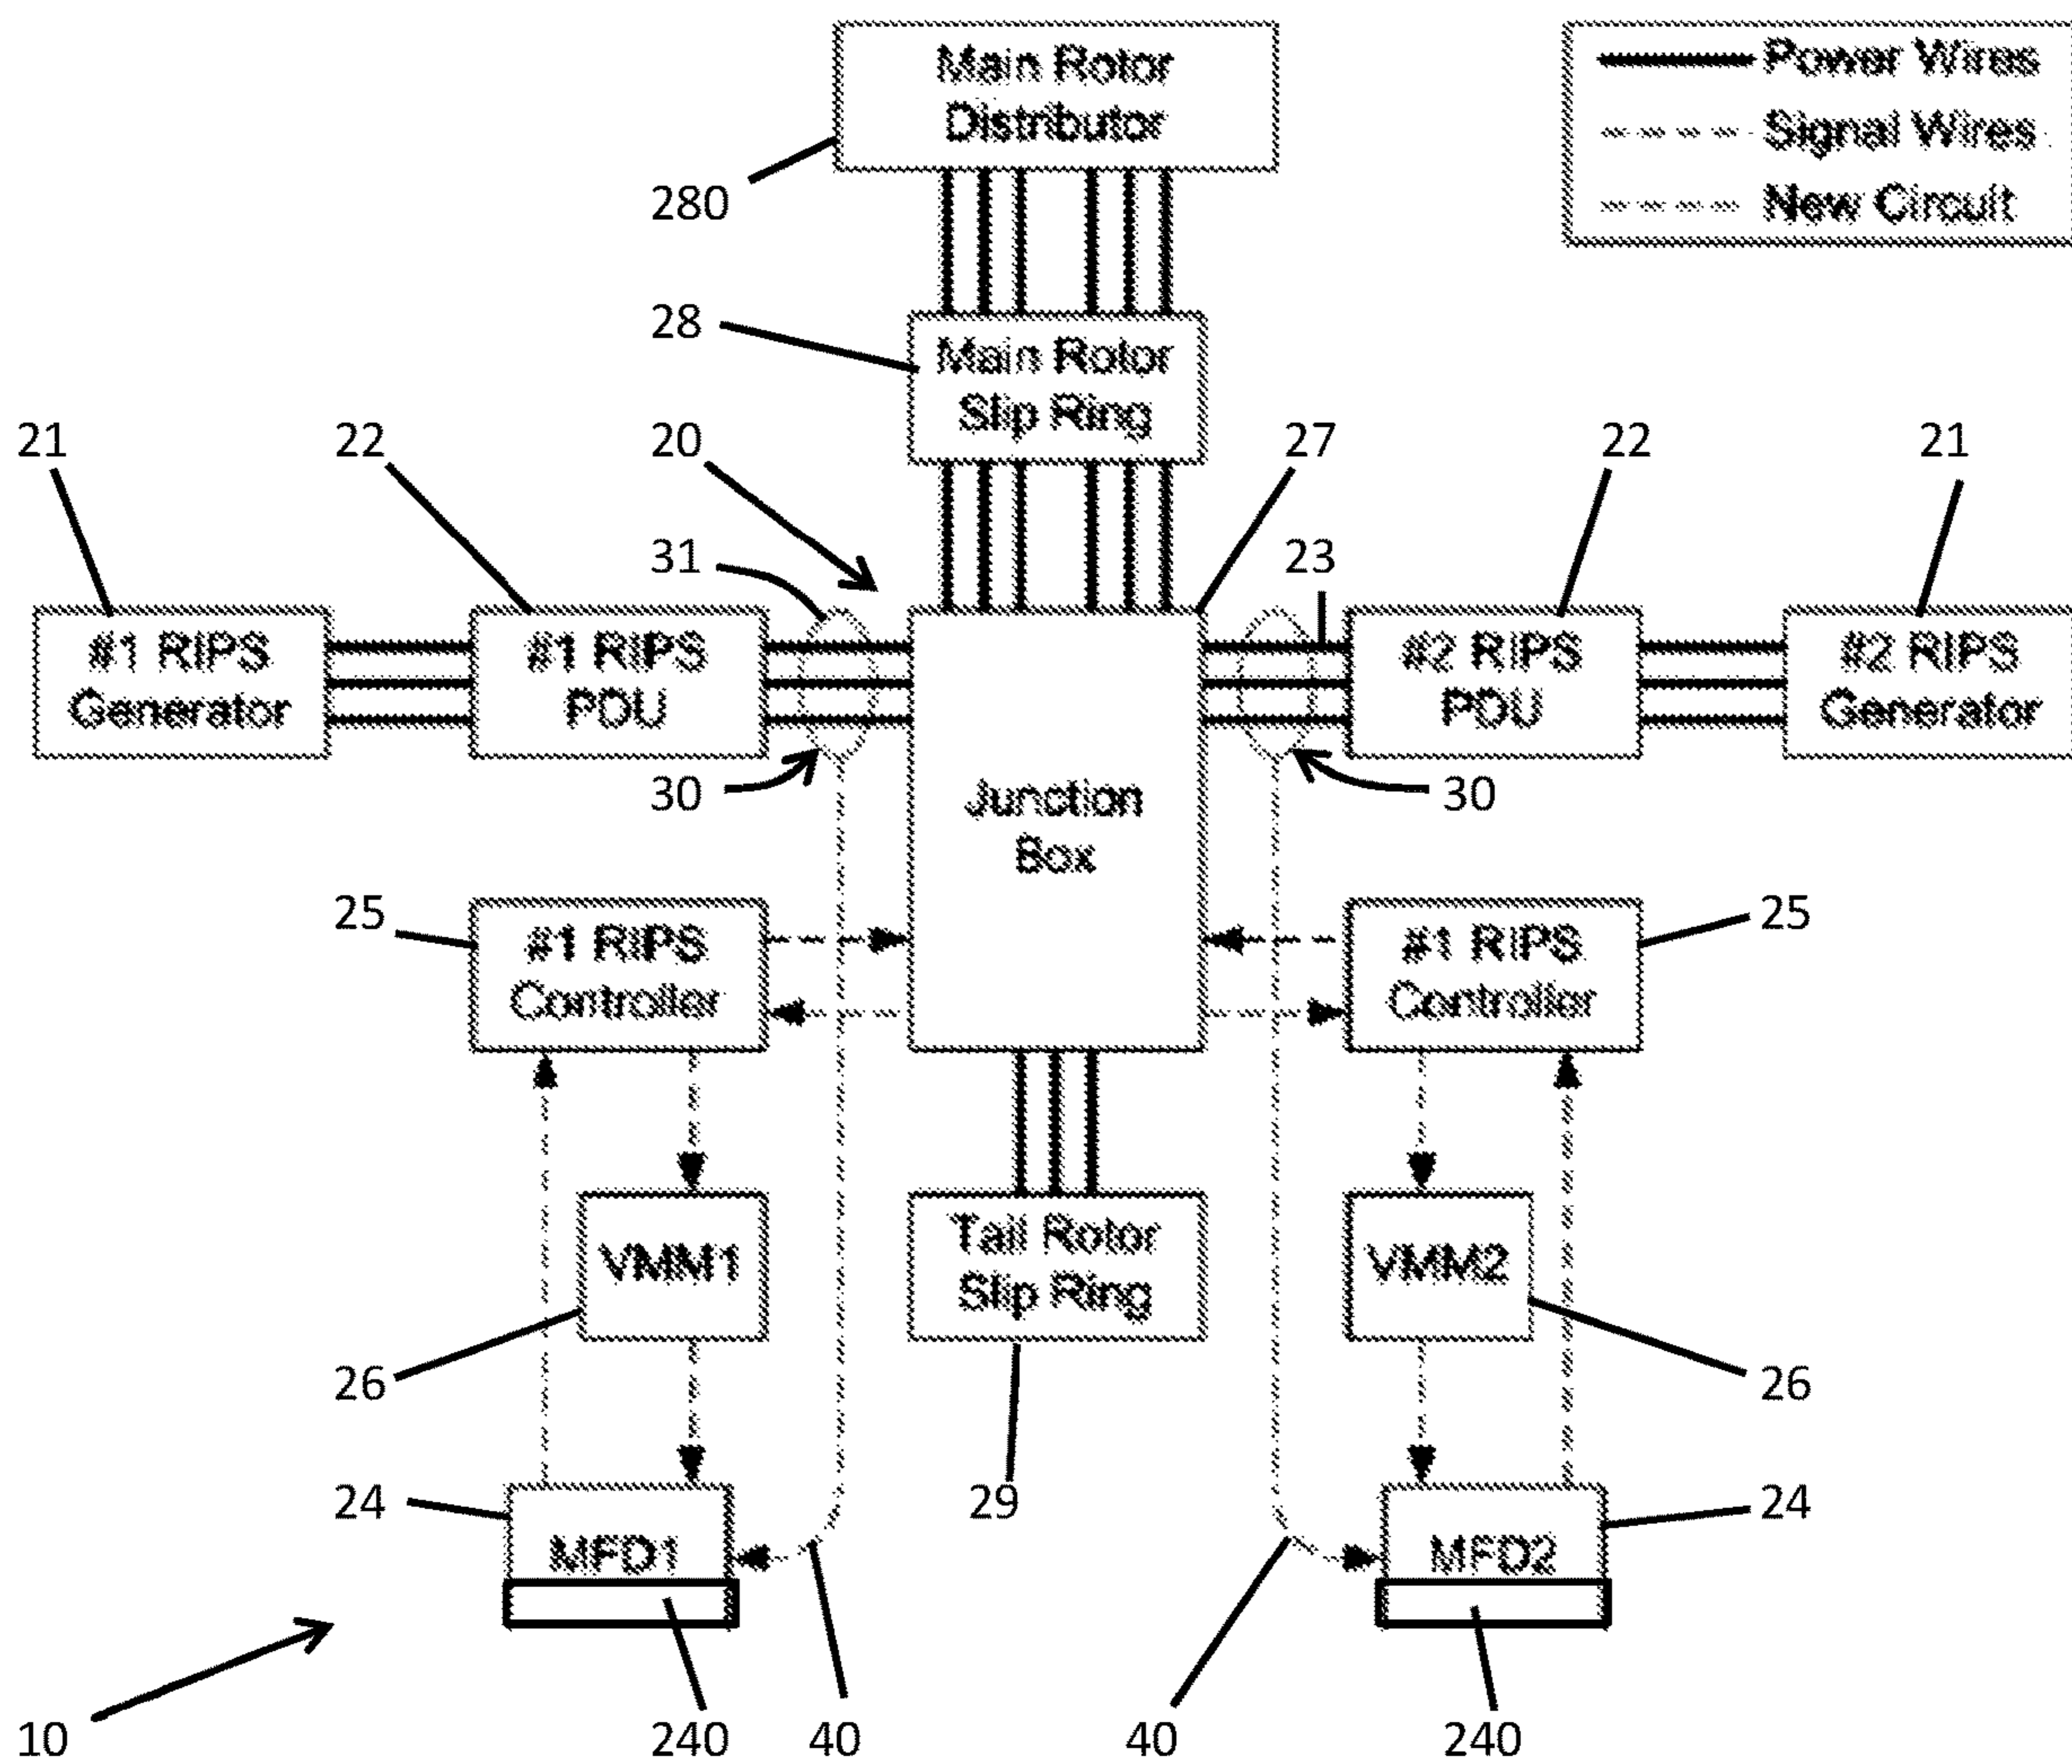 Main Rotor
Distributor
Power Wires
Signal Wires
New Circuit
280
28
Main Rotor
Slip Ring
21
22
20
27
22
21
31
23
#1 RIPS
Generator
#1 RIPS
PDU
#2 RIPS
PDU
#2 RIPS
Generator
30
30
Junction
Box
25
#1 RIPS
Controller
#1 RIPS
Controller
25
VMM1
Tail Rotor
Slip Ring
VMM2
26
26
24
29
24
MFD1
MFD2
10
240
40
40
240